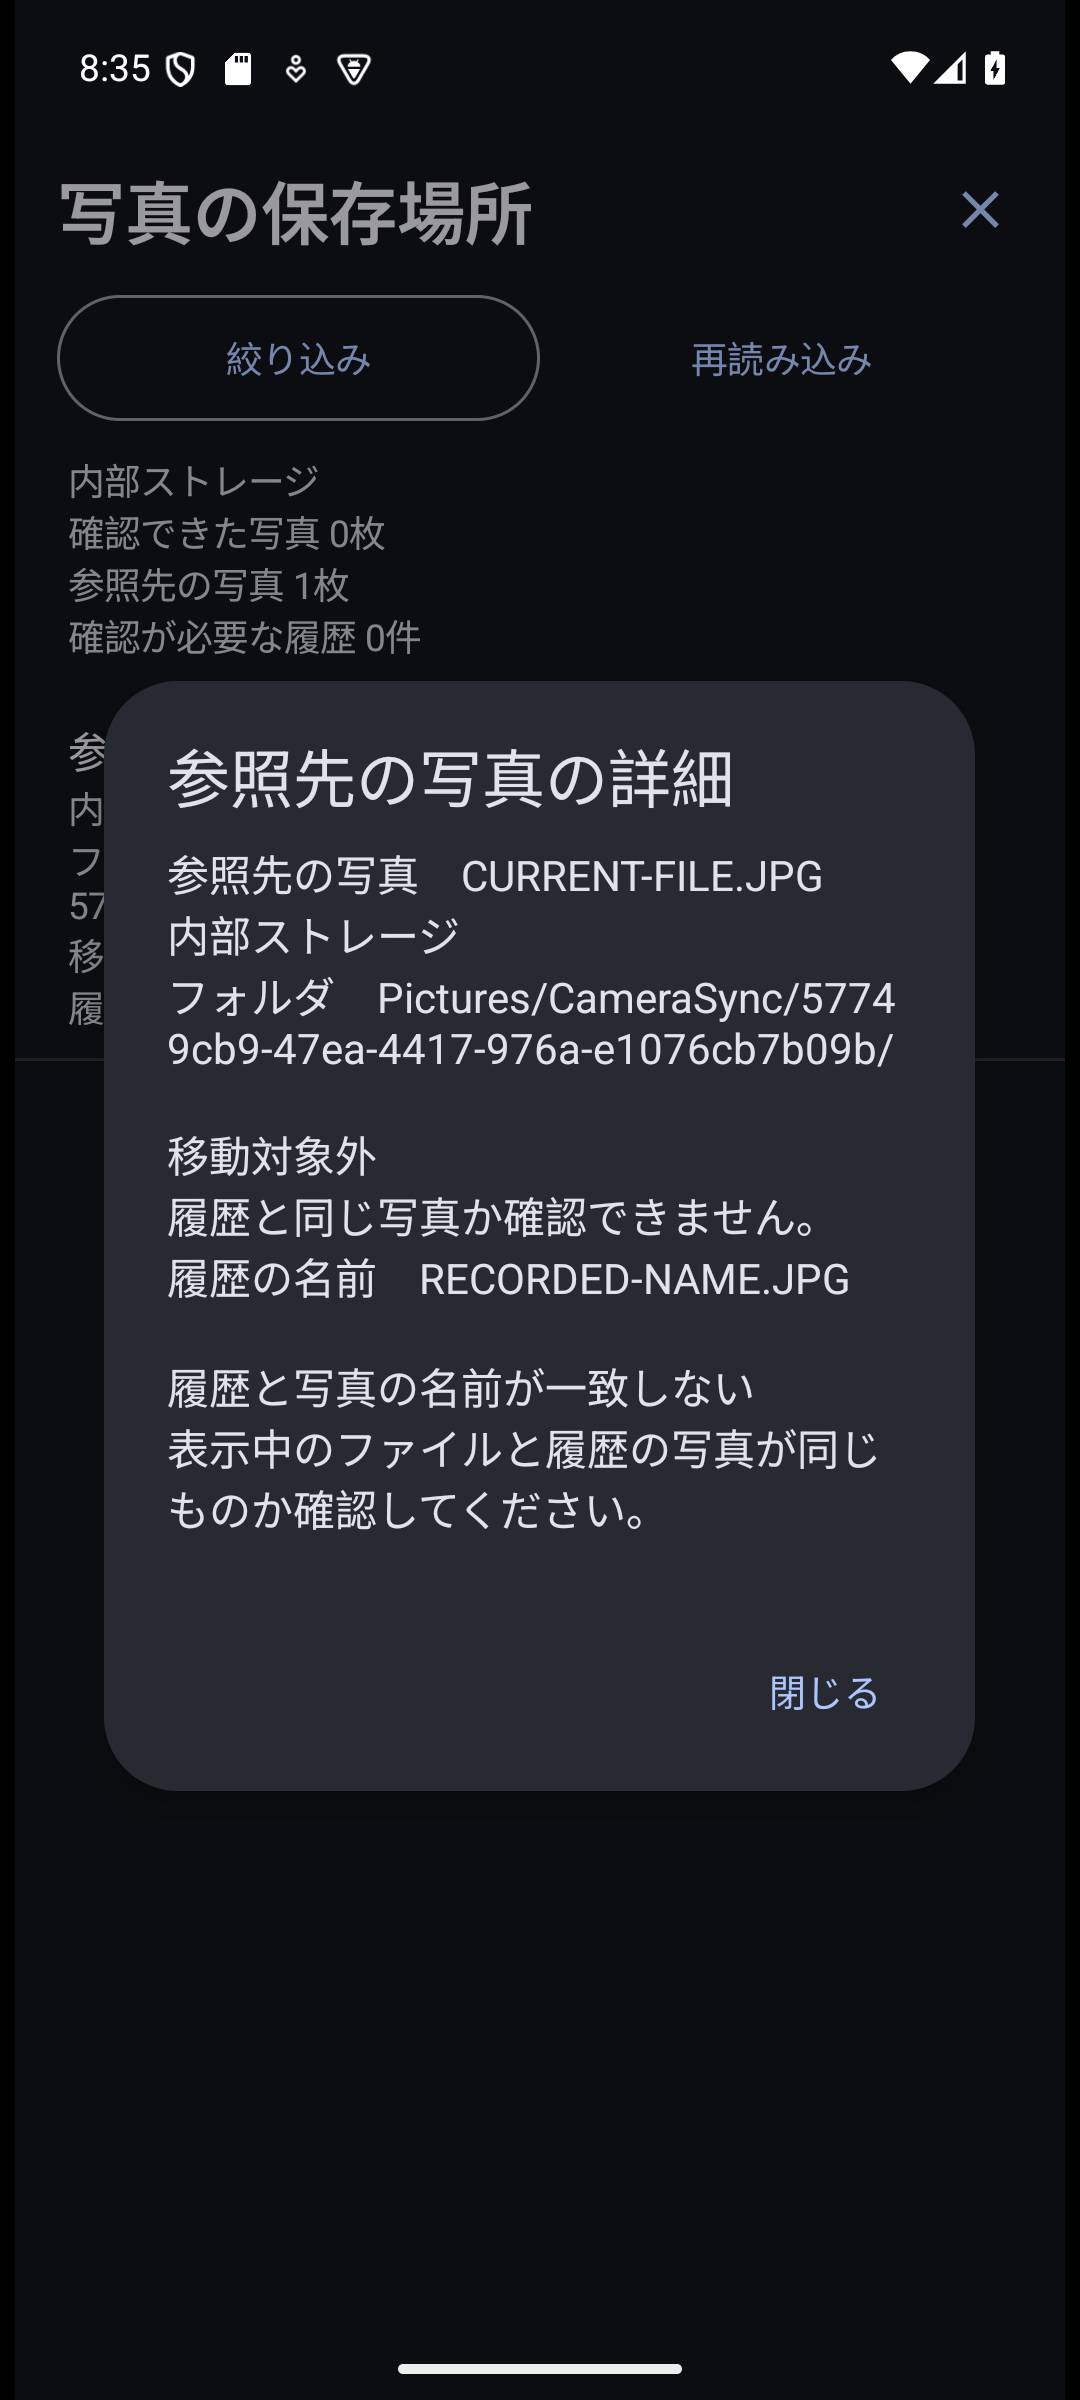 8:35
写真の保存場所
絞り込み
再読み込み
内部ストレージ
確認できた写真 0枚
参照先の写真 1枚
確認が必要な履歴 0件
参
内
フ
57
移
履
参照先の写真の詳細
参照先の写真　CURRENT-FILE.JPG
内部ストレージ
フォルダ　Pictures/CameraSync/5774
9cb9-47ea-4417-976a-e1076cb7b09b/
移動対象外
履歴と同じ写真か確認できません。
履歴の名前　RECORDED-NAME.JPG
履歴と写真の名前が一致しない
表示中のファイルと履歴の写真が同じ
ものか確認してください。
閉じる